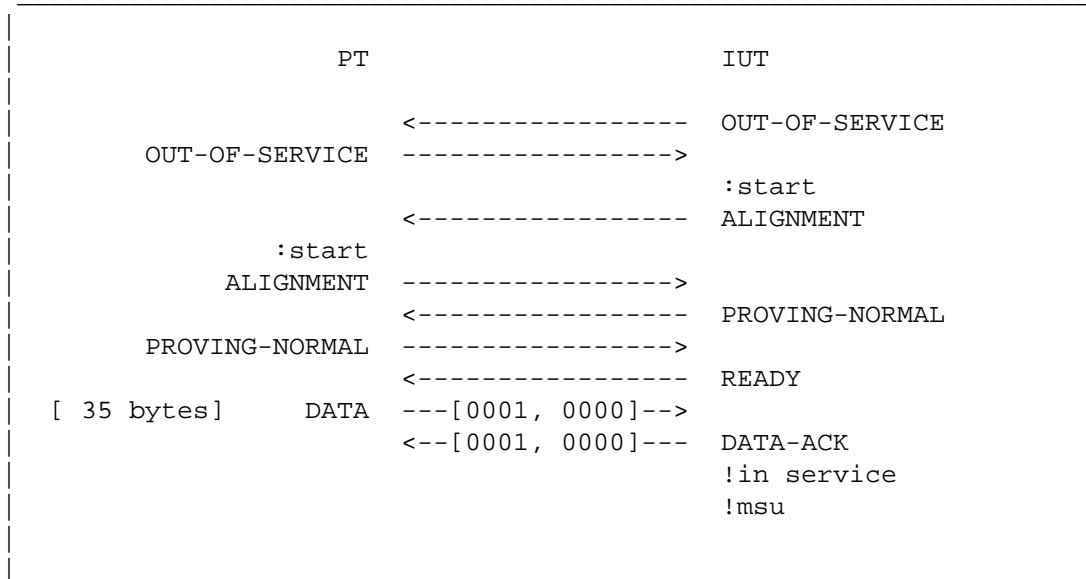 PT IUT
<----------------- OUT-OF-SERVICE
OUT-OF-SERVICE ----------------->
:start
<----------------- ALIGNMENT
:start
ALIGNMENT ----------------->
<----------------- PROVING-NORMAL
PROVING-NORMAL ----------------->
<----------------- READY
[ 35 bytes] DATA ---[0001, 0000]-->
<--[0001, 0000]--- DATA-ACK
!in service
!msu